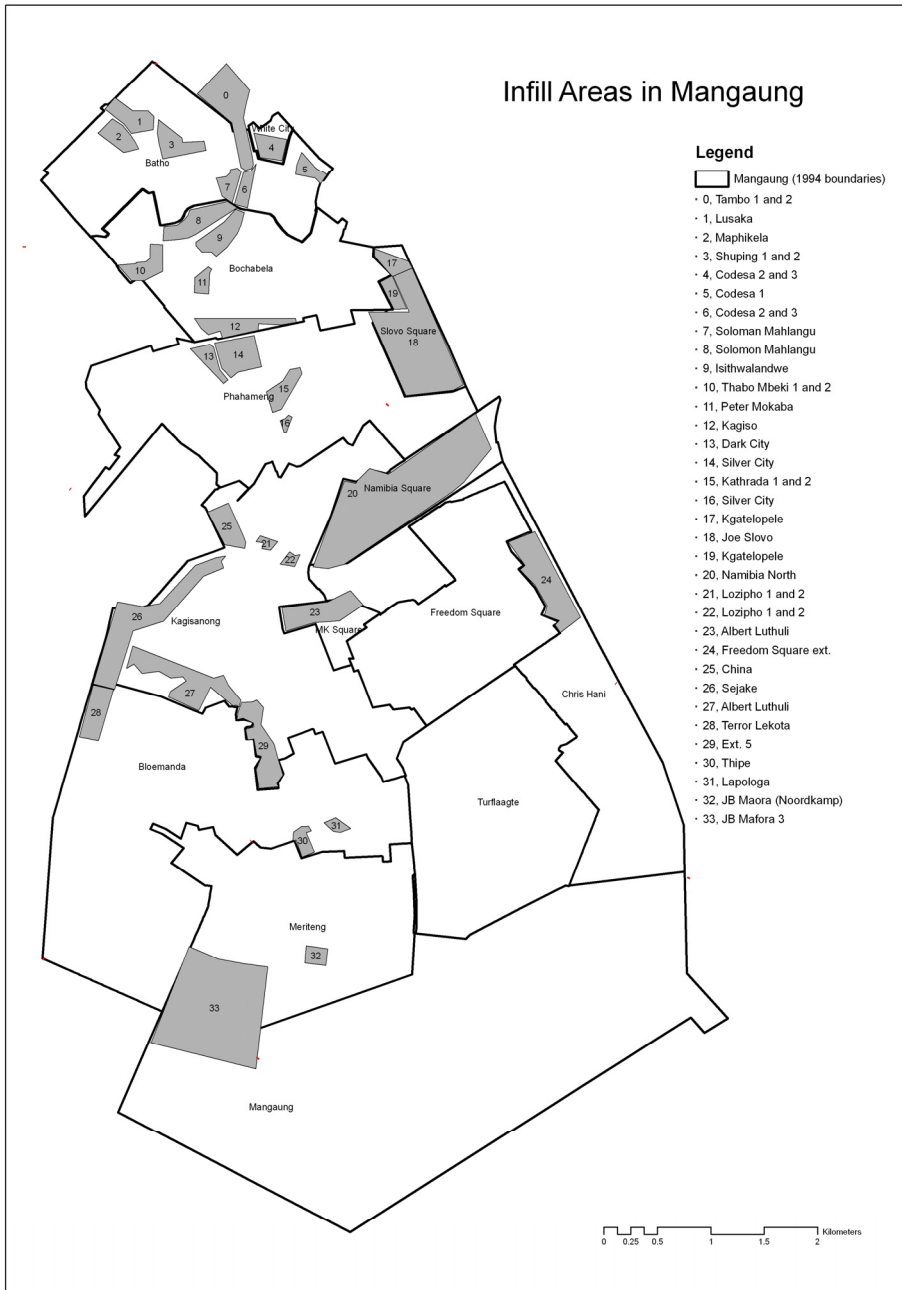 Infill Areas in Mangaung
Legend
Mangaung (1994 boundaries)
· 0, Tambo 1 and 2
· 1, Lusaka
· 2, Maphikela
· 3, Shuping 1 and 2
· 4, Codesa 2 and 3
· 5, Codesa 1
· 6, Codesa 2 and 3
· 7, Soloman Mahlangu
· 8, Solomon Mahlangu
· 9, Isithwalandwe
· 10, Thabo Mbeki 1 and 2
· 11, Peter Mokaba
· 12, Kagiso
· 13, Dark City
· 14, Silver City
· 15, Kathrada 1 and 2
· 16, Silver City
· 17, Kgatelopele
· 18, Joe Slovo
· 19, Kgatelopele
· 20, Namibia North
· 21, Lozipho 1 and 2
· 22, Lozipho 1 and 2
· 23, Albert Luthuli
· 24, Freedom Square ext.
· 25, China
· 26, Sejake
· 27, Albert Luthuli
· 28, Terror Lekota
· 29, Ext. 5
· 30, Thipe
· 31, Lapologa
· 32, JB Maora (Noordkamp)
· 33, JB Mafora 3
0
1
White City
2
3
4
Batho
5
7
6
8
9
17
Bochabela
10
11
19
12
Slovo Square
18
13
14
15
Phahameng
16
Namibia Square
20
25
21
22
24
23
Freedom Square
26
Kagisanong
MK Square
27
Chris Hani
28
29
Bloemanda
Turflaagte
31
30
Meriteng
32
33
Mangaung
Kilometers
0
0.25
0.5
1
1.5
2